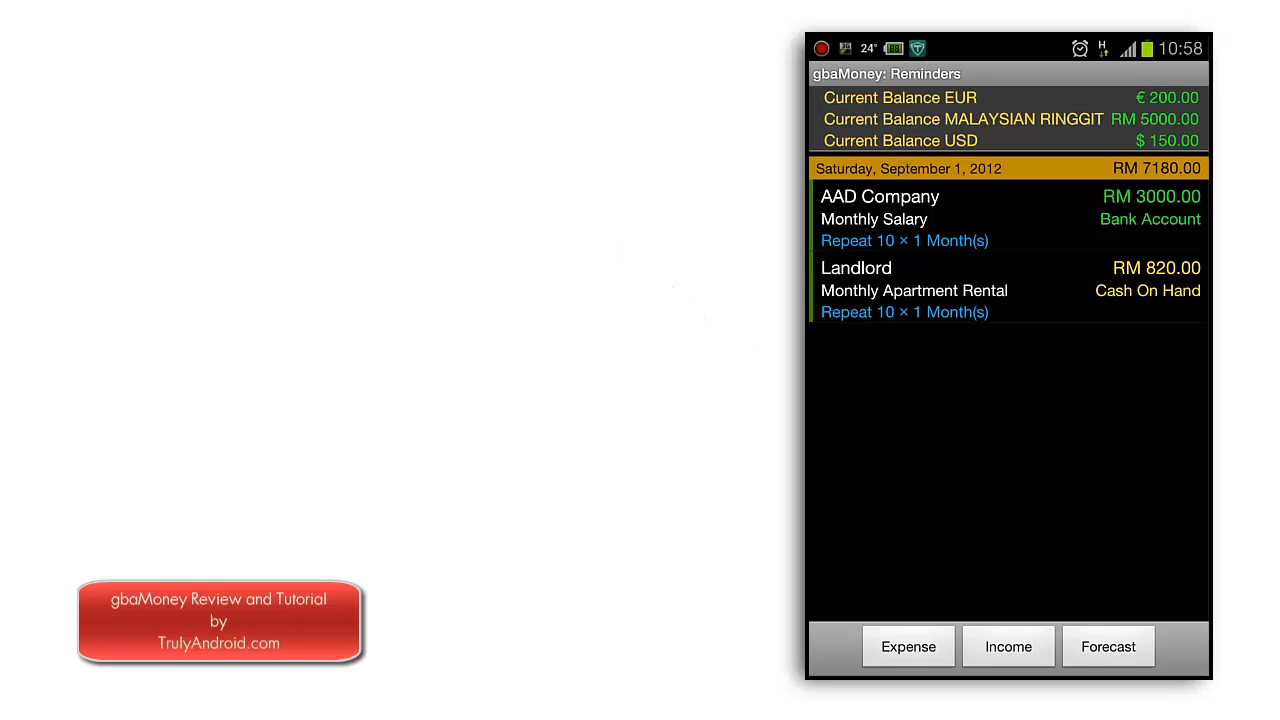 24°
H
10:58
gbaMoney: Reminders
Current Balance EUR € 200.00
Current Balance MALAYSIAN RINGGIT RM 5000.00
Current Balance USD $ 150.00
Saturday, September 1, 2012 RM 7180.00
AAD Company RM 3000.00
Monthly Salary Bank Account
Repeat 10 × 1 Month(s)
Landlord RM 820.00
Monthly Apartment Rental Cash On Hand
Repeat 10 × 1 Month(s)
Expense Income Forecast
gbaMoney Review and Tutorial
by
TrulyAndroid.com